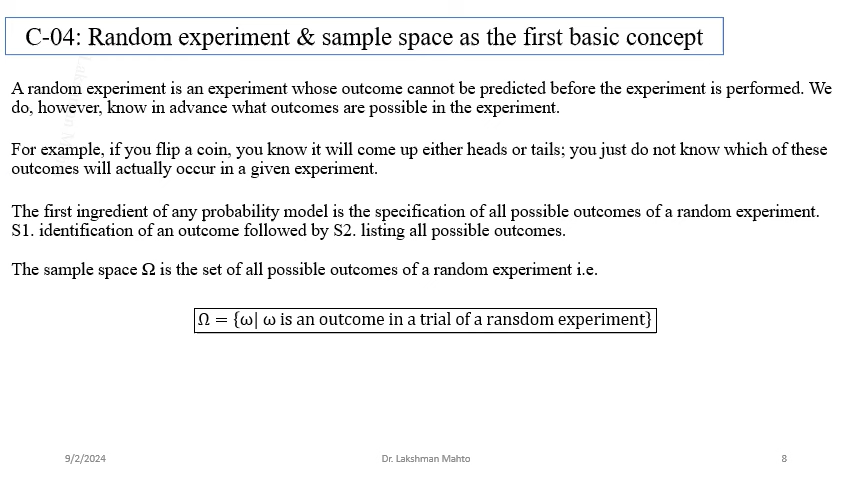 C-04: Random experiment & sample space as the first basic concept
A random experiment is an experiment whose outcome cannot be predicted before the experiment is performed. We
do, however, know in advance what outcomes are possible in the experiment.
For example, if you flip a coin, you know it will come up either heads or tails; you just do not know which of these
outcomes will actually occur in a given experiment.
The first ingredient of any probability model is the specification of all possible outcomes of a random experiment.
S1. identification of an outcome followed by S2. listing all possible outcomes.
The sample space Ω is the set of all possible outcomes of a random experiment i.e.
Ω = {ω| ω is an outcome in a trial of a ransdom experiment}
9/2/2024
Dr. Lakshman Mahto
8